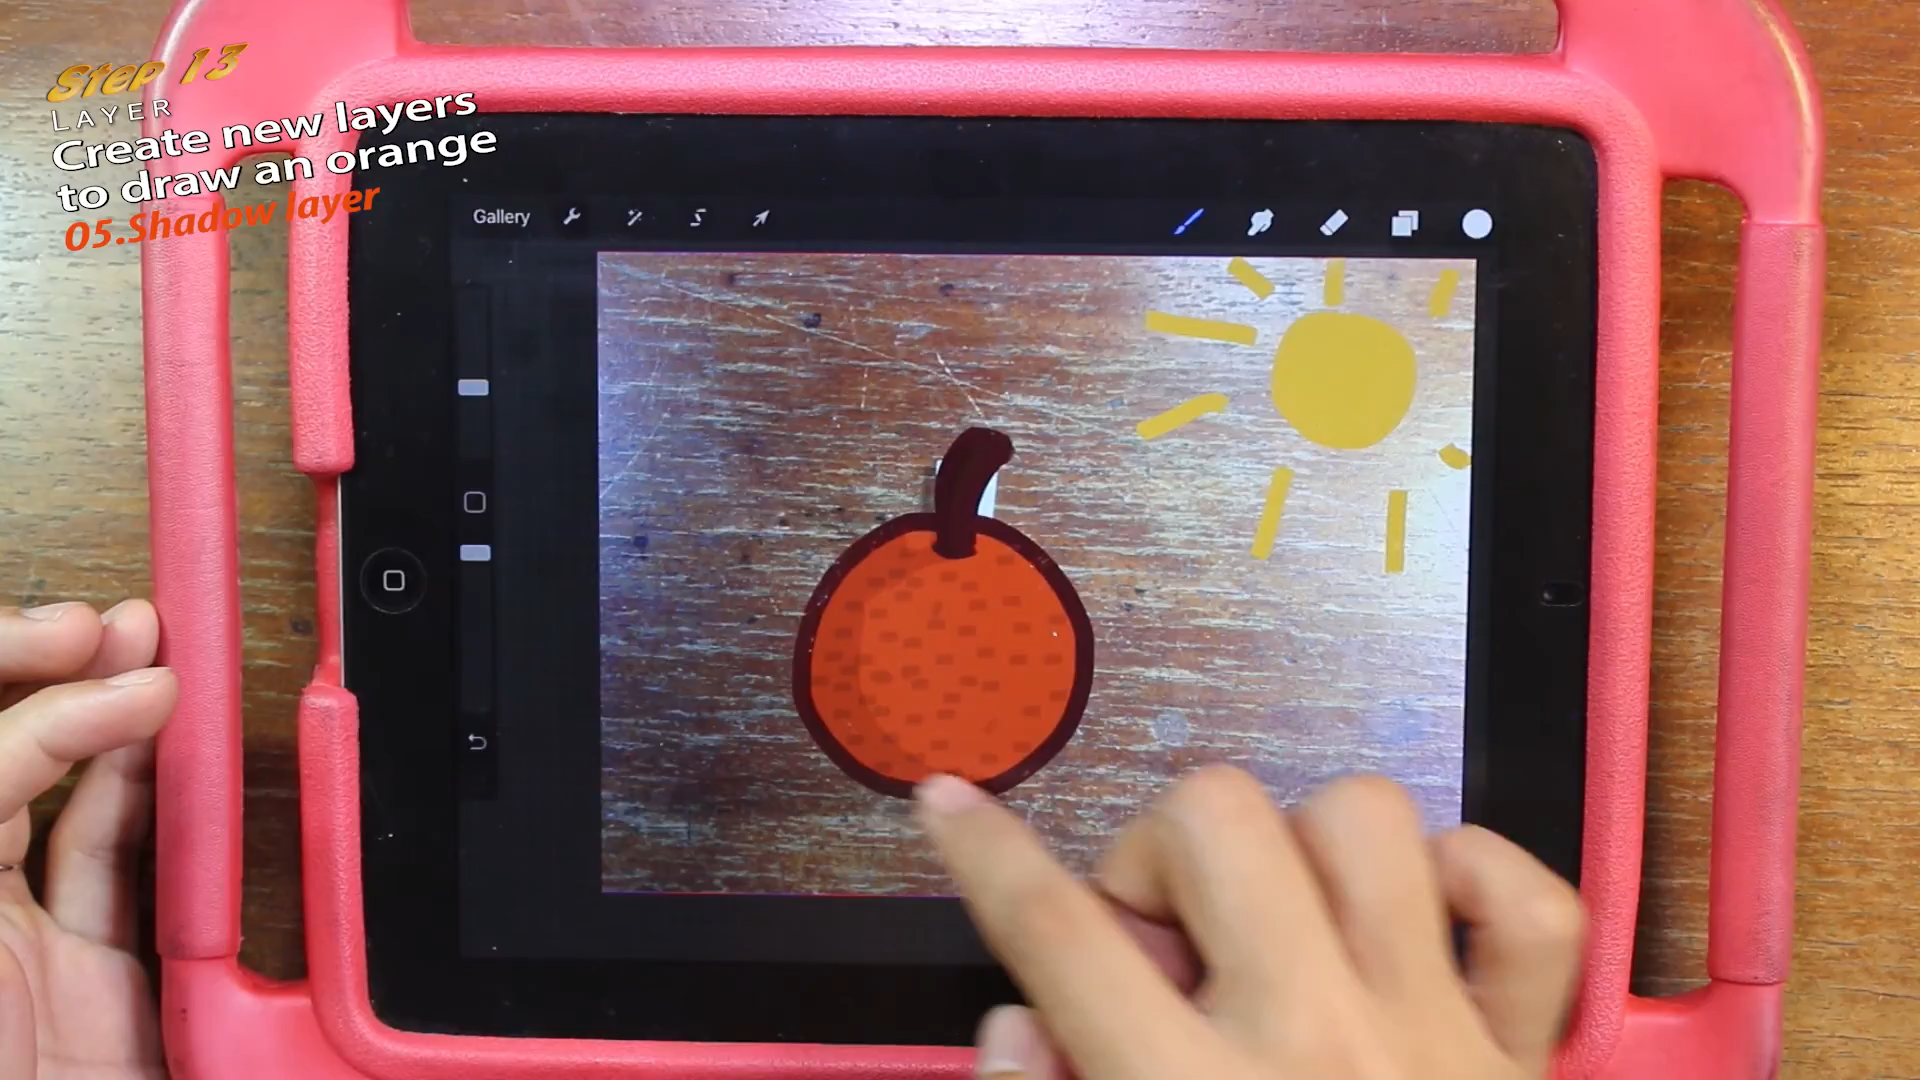 Step 13
LAYER
Create new layers
to draw an orange
05.Shadow layer
Gallery